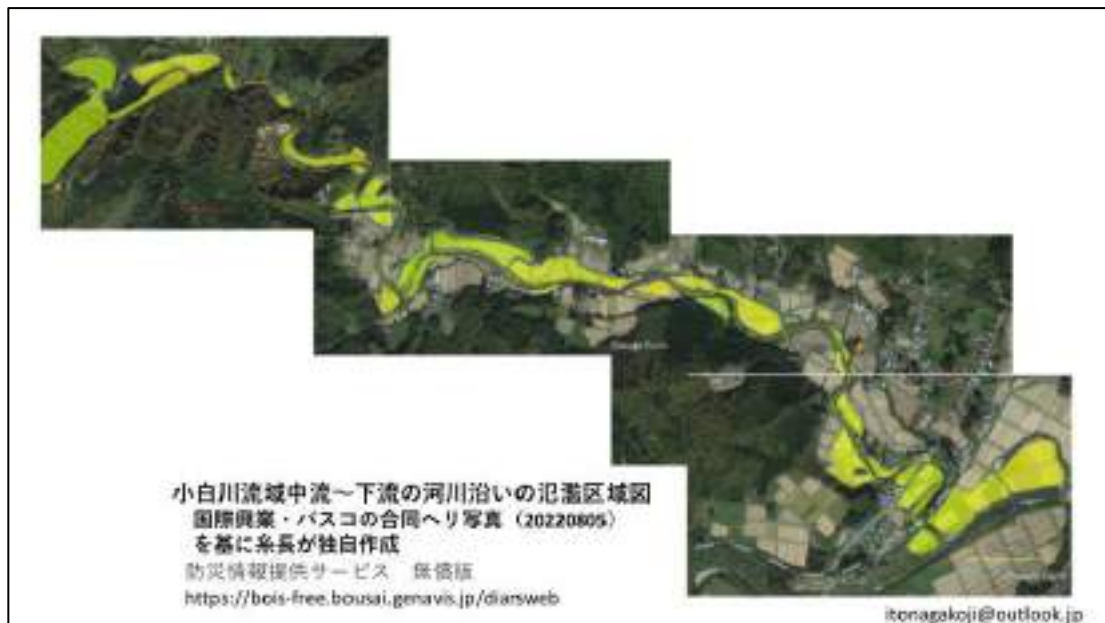 小白川流域中流～下流の河川沿いの氾濫区域図
国際興業・パスコの合同ヘリ写真（20220805）
を基に糸長が独自作成
防災情報提供サービス　無償版
https://bois-free.bousai.genavis.jp/diarsweb
itonagakoji@outlook.jp